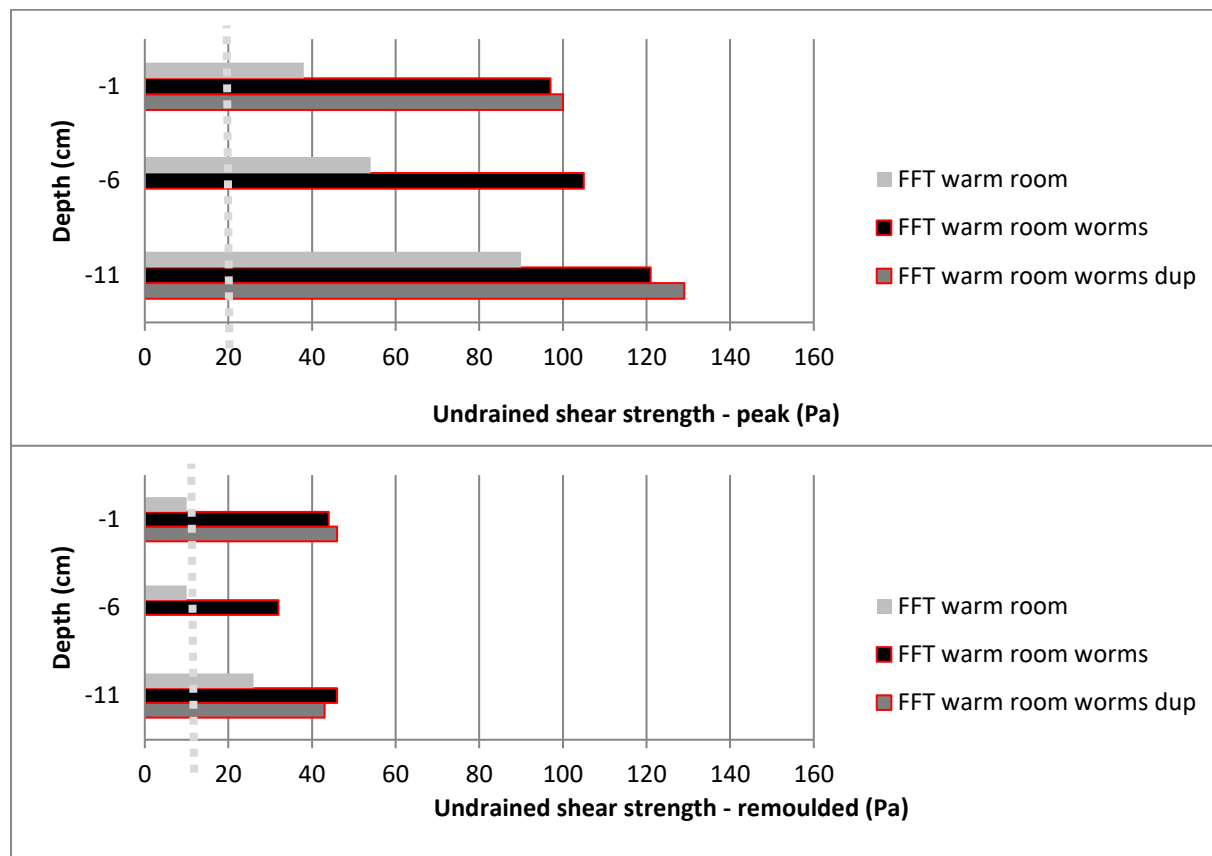 Depth (cm)
-1
-6
-11
0 20 40 60 80 100 120 140 160
Undrained shear strength - peak (Pa)
FFT warm room
FFT warm room worms
FFT warm room worms dup
Depth (cm)
-1
-6
-11
0 20 40 60 80 100 120 140 160
Undrained shear strength - remoulded (Pa)
FFT warm room
FFT warm room worms
FFT warm room worms dup